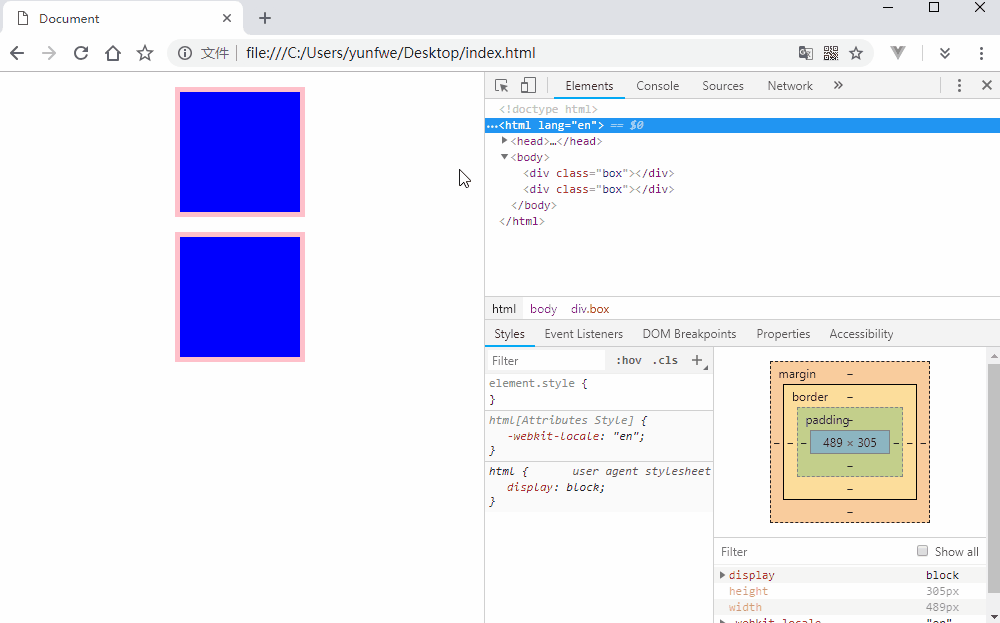 Document
文件 file:///C:/Users/yunfwe/Desktop/index.html
Elements Console Sources Network »
<!doctype html>
...<html lang="en"> == $0
<head>…</head>
<body>
<div class="box"></div>
<div class="box"></div>
</body>
</html>
html body div.box
Styles Event Listeners DOM Breakpoints Properties Accessibility
Filter :hov .cls +
element.style {
}
html[Attributes Style] {
-webkit-locale: "en";
}
html { user agent stylesheet
display: block;
}
margin –
border –
padding–
– – – 489 × 305 – – –
–
–
–
Filter Show all
display block
height 305px
width 489px
-webkit-locale "en"